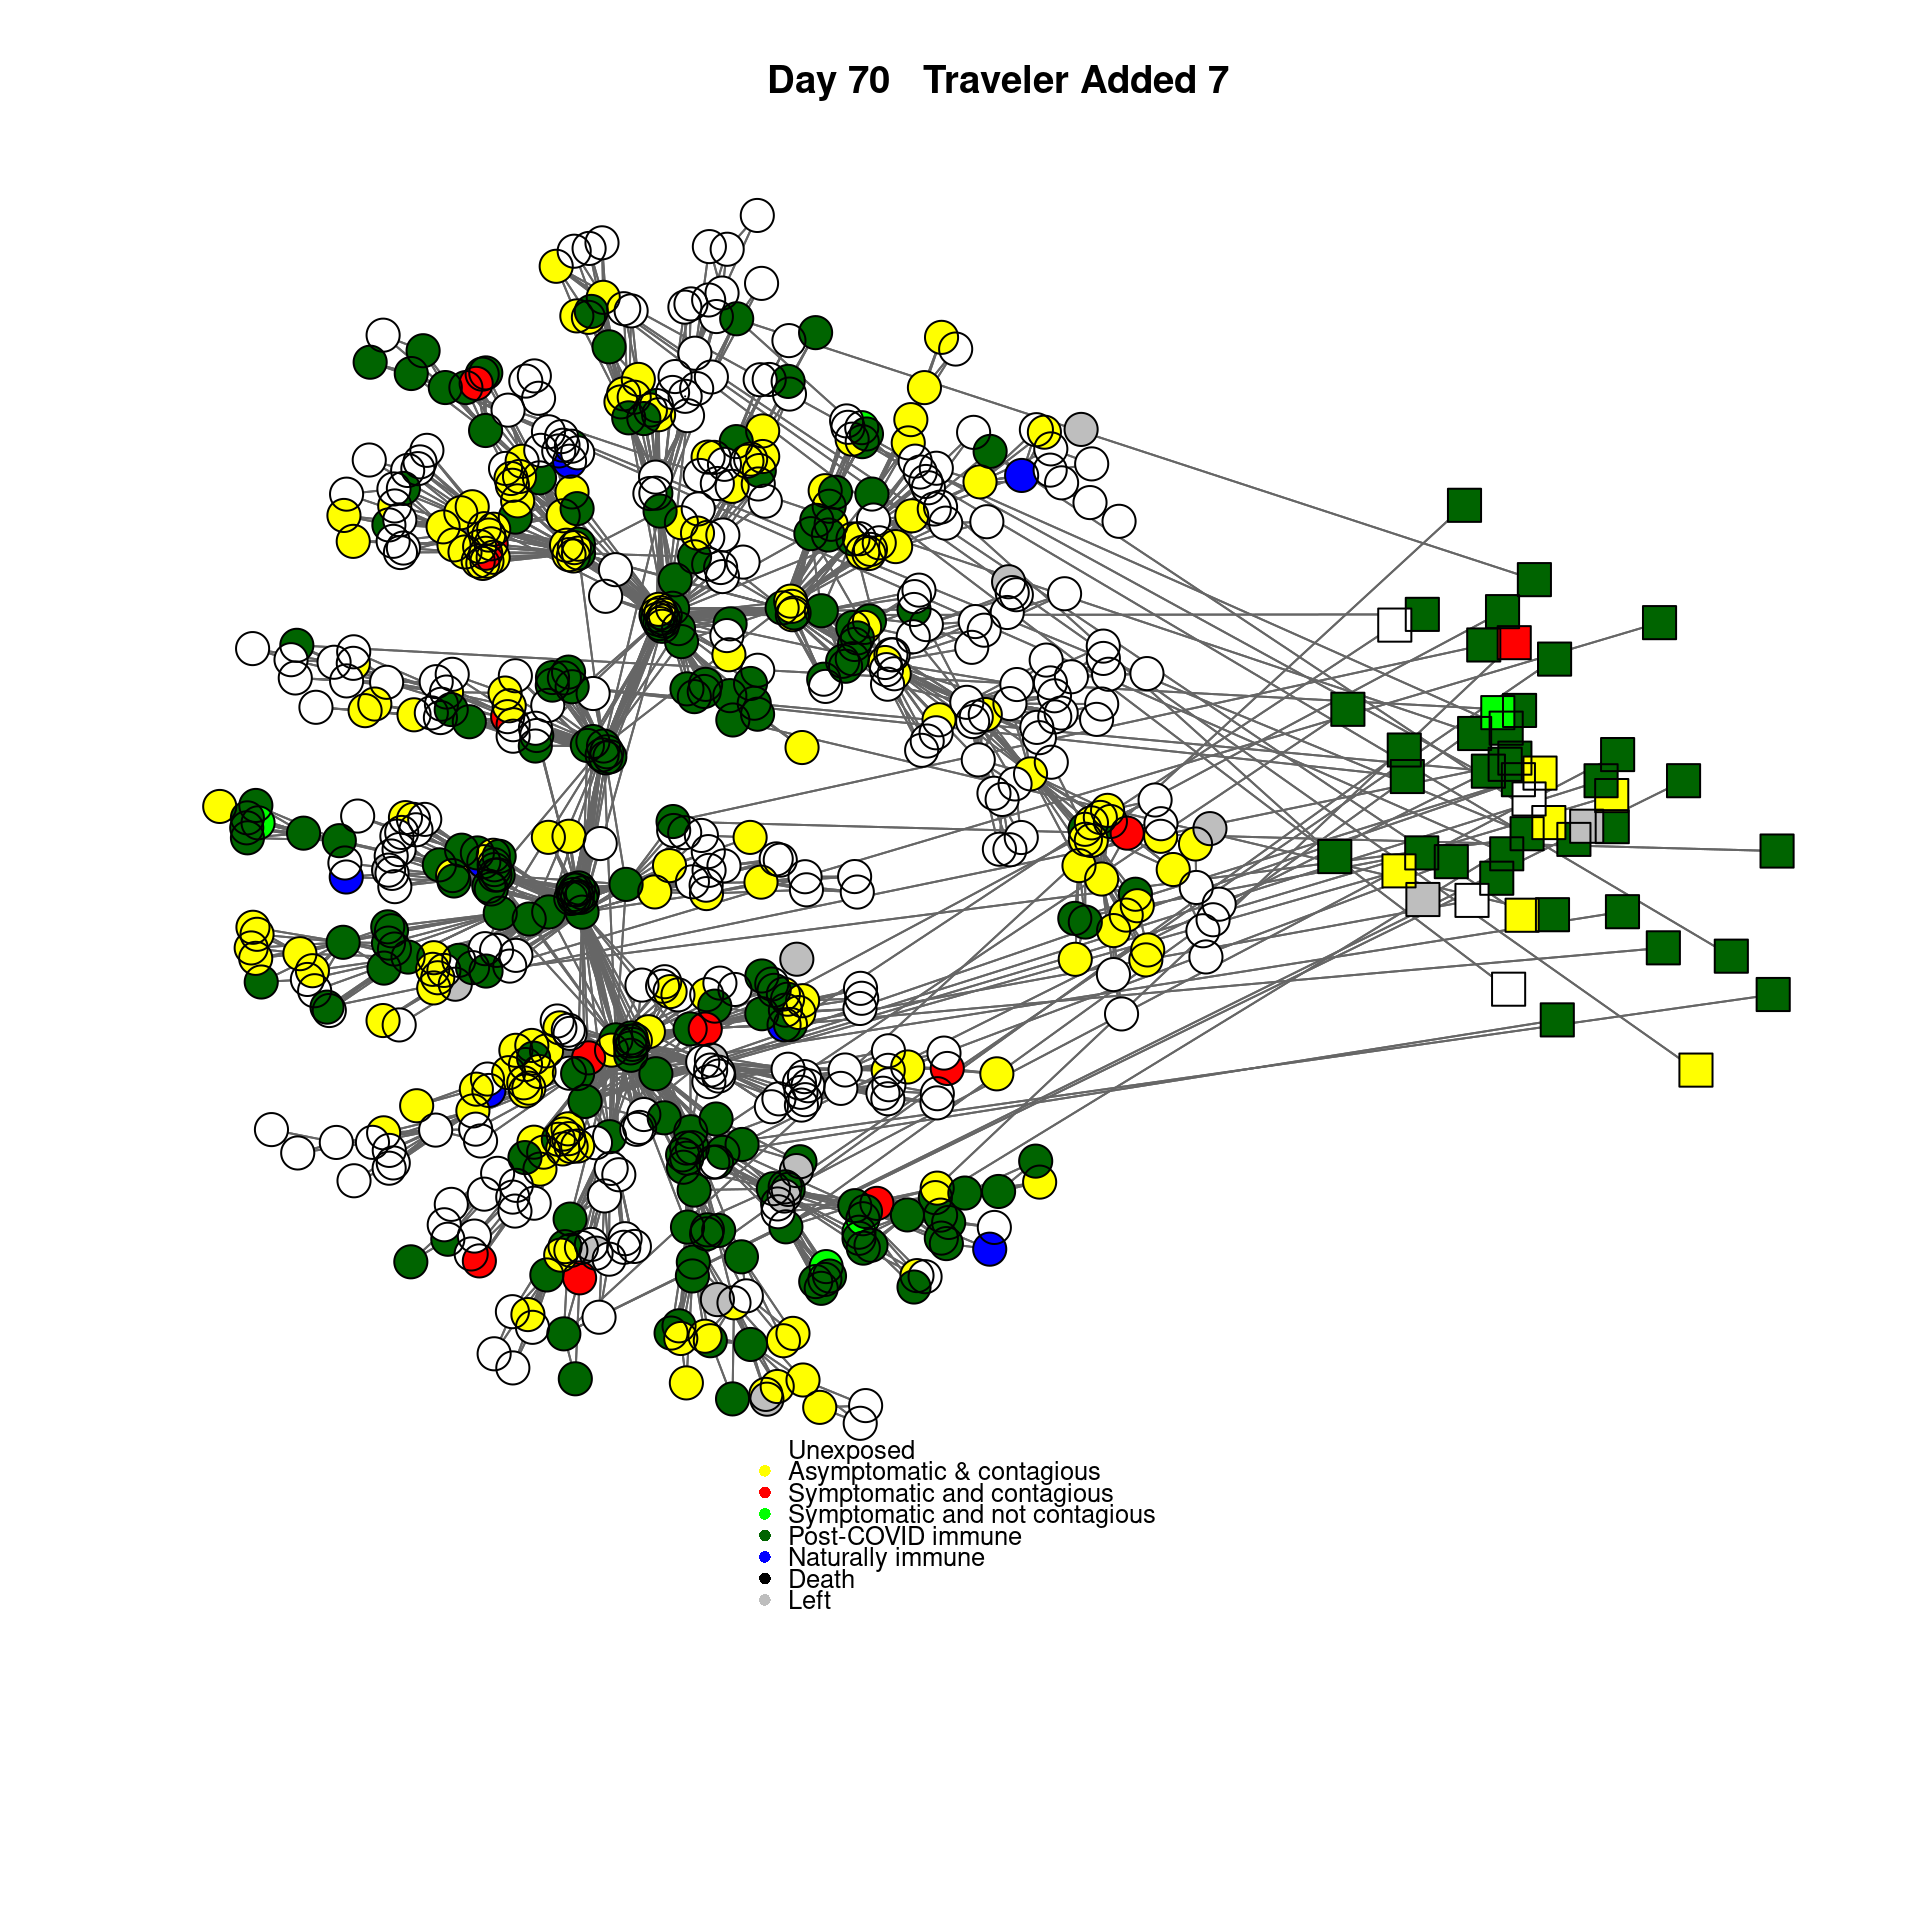 Day 70   Traveler Added 7
Unexposed
Asymptomatic & contagious
Symptomatic and contagious
Symptomatic and not contagious
Post-COVID immune
Naturally immune
Death
Left